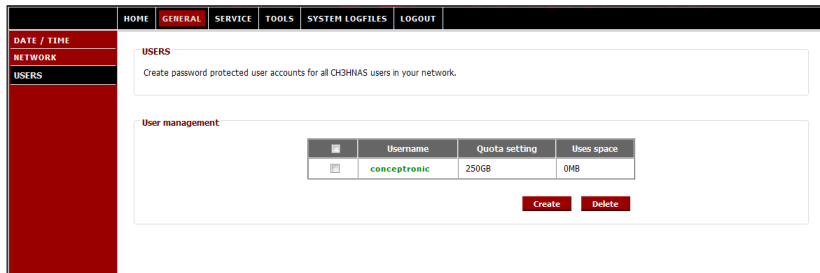 HOME GENERAL SERVICE TOOLS SYSTEM LOGFILES LOGOUT
DATE / TIME
NETWORK
USERS
USERS
Create password protected user accounts for all CH3HNAS users in your network.
User management
Username Quota setting Uses space
conceptronic 250GB 0MB
Create Delete